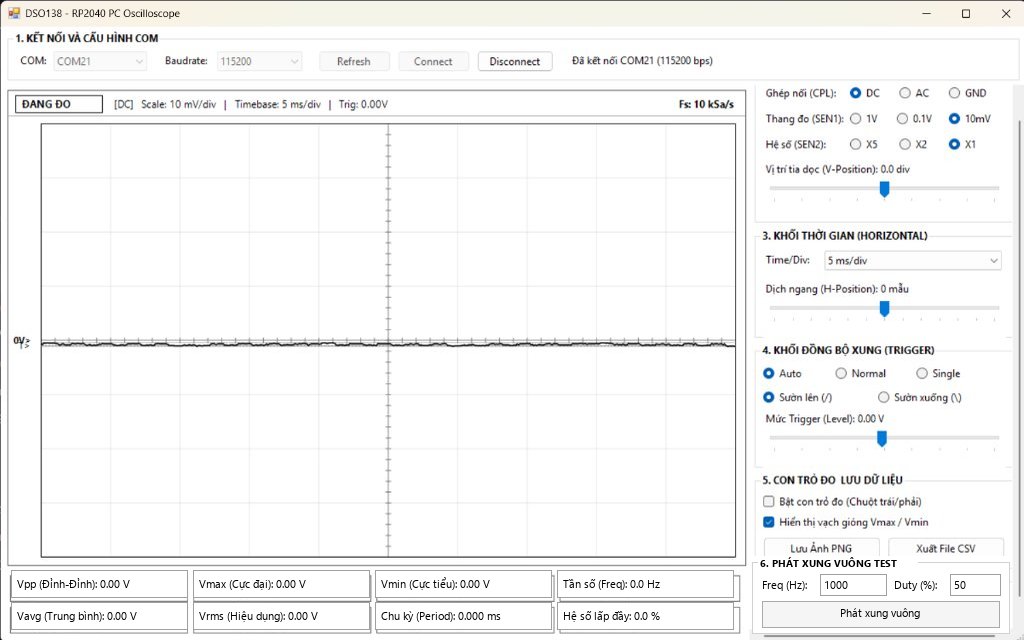 DSO138 - RP2040 PC Oscilloscope
1. KẾT NỐI VÀ CẤU HÌNH COM
COM: COM21 Baudrate: 115200 Refresh Connect Disconnect Đã kết nối COM21 (115200 bps)
ĐANG ĐO [DC] Scale: 10 mV/div | Timebase: 5 ms/div | Trig: 0.00V Fs: 10 kSa/s
0V>
T>
Ghép nối (CPL): DC AC GND
Thang đo (SEN1): 1V 0.1V 10mV
Hệ số (SEN2): X5 X2 X1
Vị trí tia dọc (V-Position): 0.0 div
3. KHỐI THỜI GIAN (HORIZONTAL)
Time/Div: 5 ms/div
Dịch ngang (H-Position): 0 mẫu
4. KHỐI ĐỒNG BỘ XUNG (TRIGGER)
Auto Normal Single
Sườn lên (/) Sườn xuống (\)
Mức Trigger (Level): 0.00 V
5. CON TRỎ ĐO LƯU DỮ LIỆU
Bật con trỏ đo (Chuột trái/phải)
Hiển thị vạch gióng Vmax / Vmin
Lưu Ảnh PNG Xuất File CSV
6. PHÁT XUNG VUÔNG TEST
Freq (Hz): 1000 Duty (%): 50
Phát xung vuông
Vpp (Đỉnh-Đỉnh): 0.00 V Vmax (Cực đại): 0.00 V Vmin (Cực tiểu): 0.00 V Tần số (Freq): 0.0 Hz
Vavg (Trung bình): 0.00 V Vrms (Hiệu dụng): 0.00 V Chu kỳ (Period): 0.000 ms Hệ số lấp đầy: 0.0 %